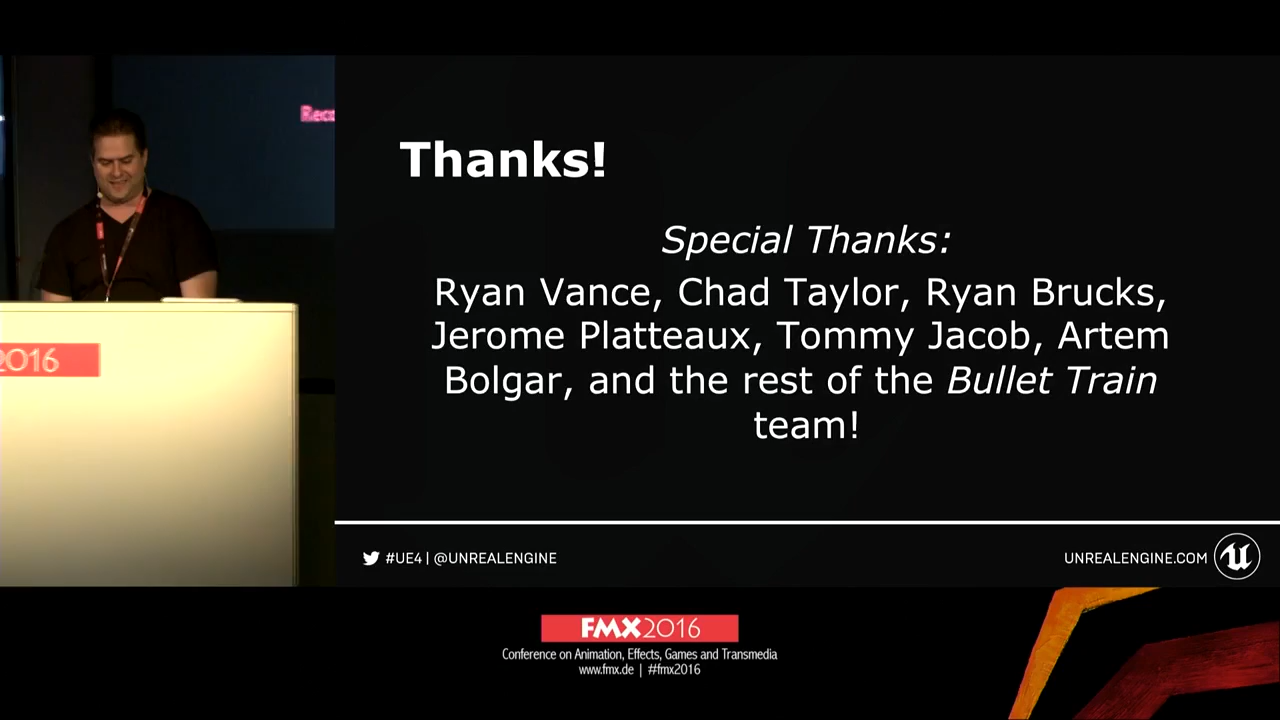 Thanks!
Special Thanks:
Ryan Vance, Chad Taylor, Ryan Brucks,
Jerome Platteaux, Tommy Jacob, Artem
Bolgar, and the rest of the Bullet Train
team!
2016
#UE4 | @UNREALENGINE
UNREALENGINE.COM
FMX2016
Conference on Animation, Effects, Games and Transmedia
www.fmx.de | #fmx2016